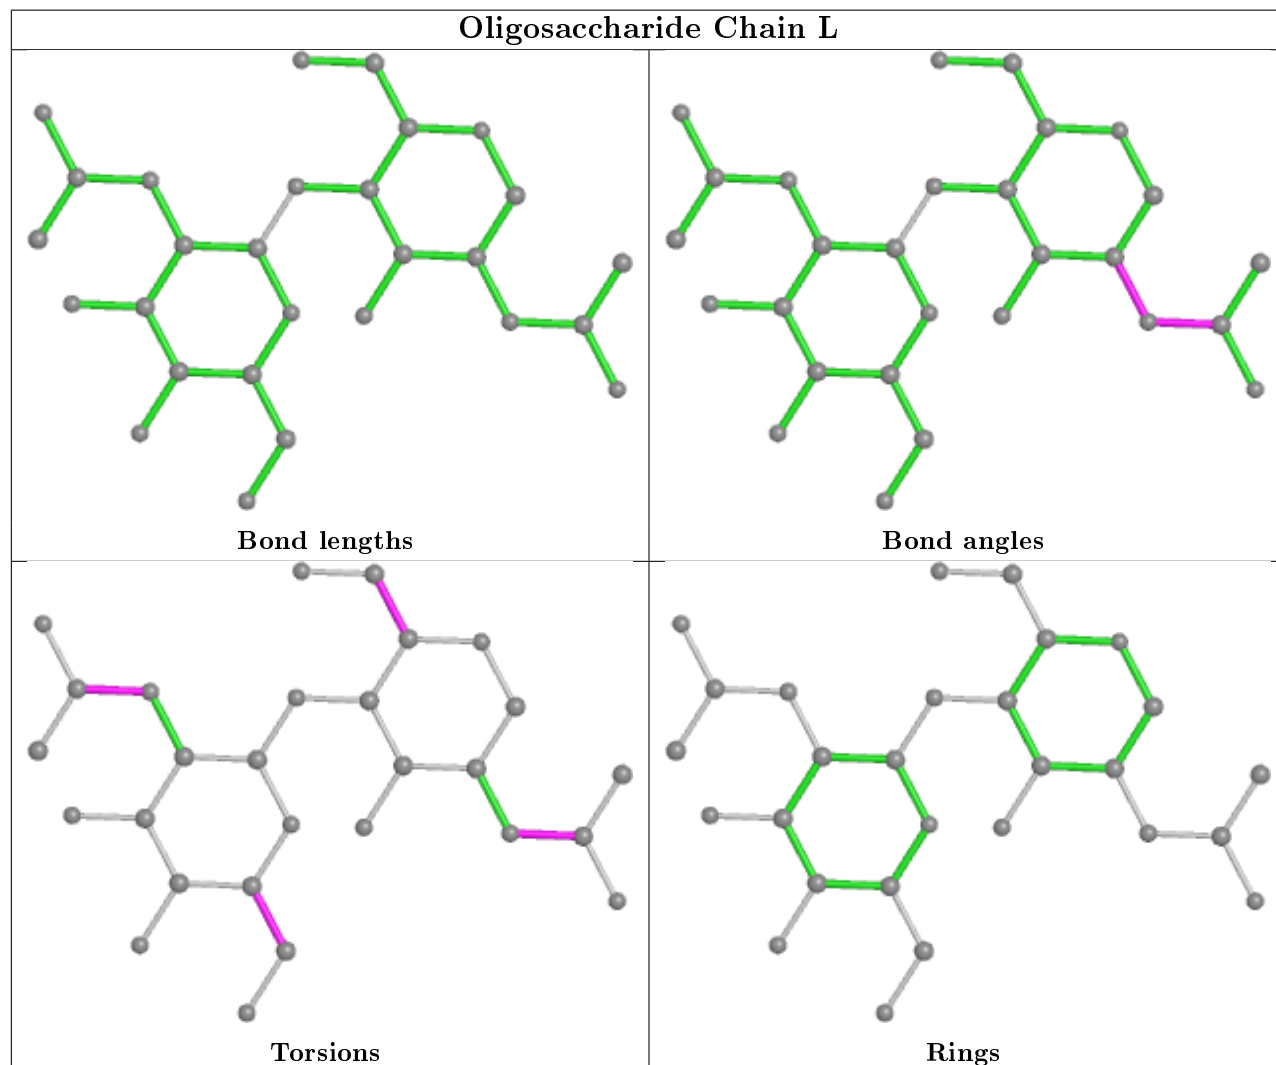 Oligosaccharide Chain L
Bond lengths
Bond angles
Torsions
Rings